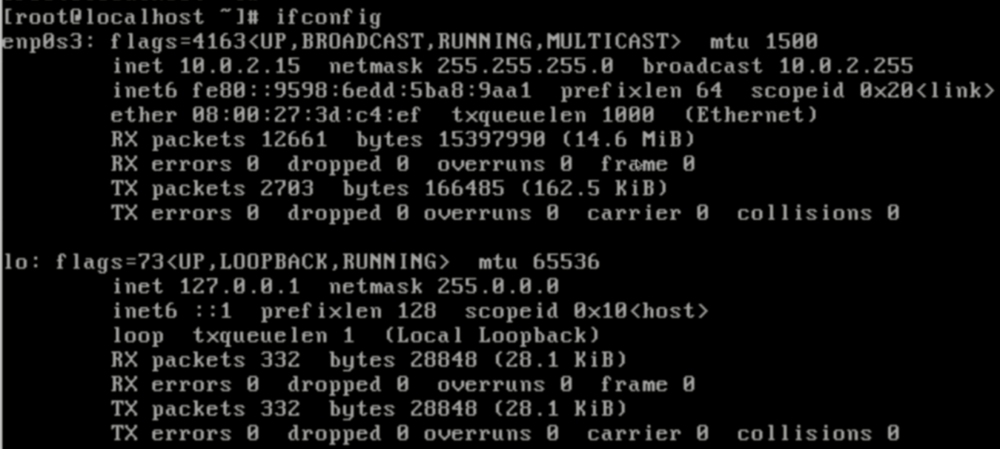 [root@localhost ~]# ifconfig
enp0s3: flags=4163<UP,BROADCAST,RUNNING,MULTICAST>  mtu 1500
        inet 10.0.2.15  netmask 255.255.255.0  broadcast 10.0.2.255
        inet6 fe80::9598:6edd:5ba8:9aa1  prefixlen 64  scopeid 0x20<link>
        ether 08:00:27:3d:c4:ef  txqueuelen 1000  (Ethernet)
        RX packets 12661  bytes 15397990 (14.6 MiB)
        RX errors 0  dropped 0  overruns 0  frame 0
        TX packets 2703  bytes 166485 (162.5 KiB)
        TX errors 0  dropped 0 overruns 0  carrier 0  collisions 0

lo: flags=73<UP,LOOPBACK,RUNNING>  mtu 65536
        inet 127.0.0.1  netmask 255.0.0.0
        inet6 ::1  prefixlen 128  scopeid 0x10<host>
        loop  txqueuelen 1  (Local Loopback)
        RX packets 332  bytes 28848 (28.1 KiB)
        RX errors 0  dropped 0  overruns 0  frame 0
        TX packets 332  bytes 28848 (28.1 KiB)
        TX errors 0  dropped 0 overruns 0  carrier 0  collisions 0